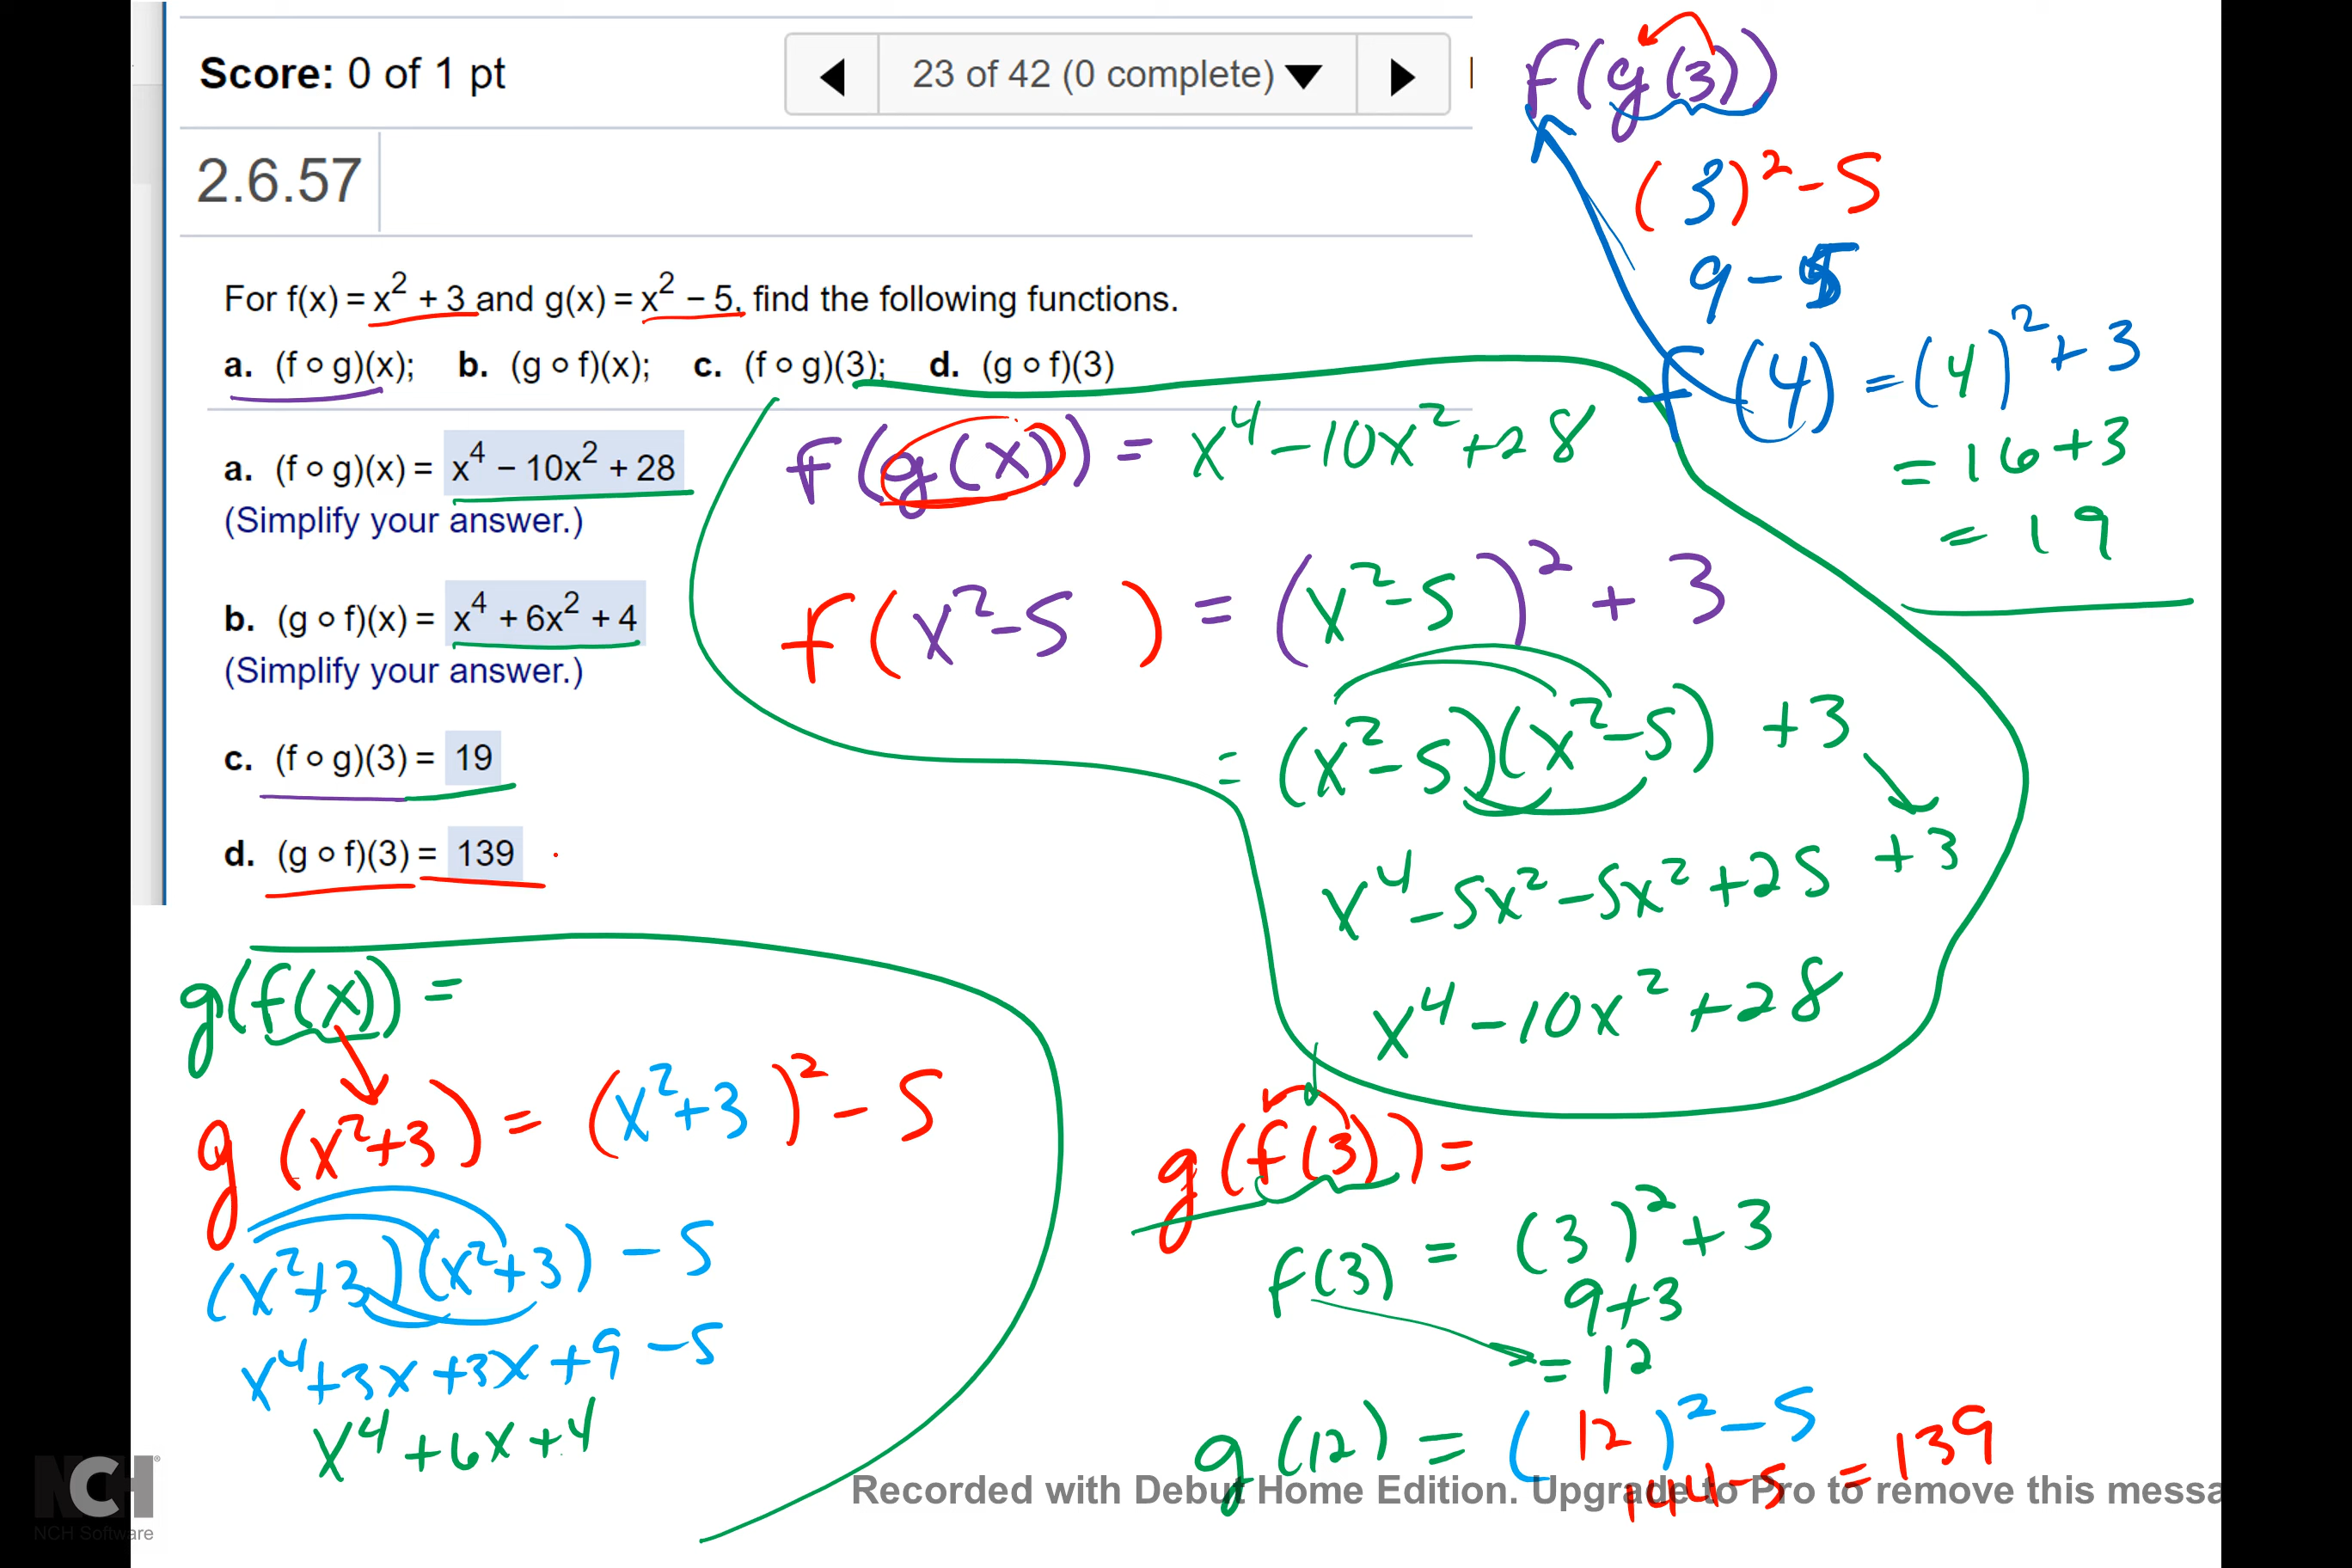 Score: 0 of 1 pt
23 of 42 (0 complete)
2.6.57
For f(x) = x² + 3 and g(x) = x² − 5, find the following functions.
a. (f ∘ g)(x); b. (g ∘ f)(x); c. (f ∘ g)(3); d. (g ∘ f)(3)
a. (f ∘ g)(x) = x⁴ − 10x² + 28
(Simplify your answer.)
b. (g ∘ f)(x) = x⁴ + 6x² + 4
(Simplify your answer.)
c. (f ∘ g)(3) = 19
d. (g ∘ f)(3) = 139
f(g(3))
(3)² − 5
9 − 5
f(4) = (4)² + 3
= 16 + 3
= 19
f(g(x)) = x⁴ − 10x² + 28
f(x² − 5) = (x² − 5)² + 3
= (x² − 5)(x² − 5) + 3
x⁴ − 5x² − 5x² + 25 + 3
x⁴ − 10x² + 28
g(f(x)) =
g(x² + 3) = (x² + 3)² − 5
(x² + 3)(x² + 3) − 5
x⁴ + 3x + 3x + 9 − 5
x⁴ + 6x + 4
g(f(3)) =
f(3) = (3)² + 3
9 + 3
= 12
g(12) = (12)² − 5
144 − 5 = 139
NCH
NCH Software
Recorded with Debut Home Edition. Upgrade to Pro to remove this messa